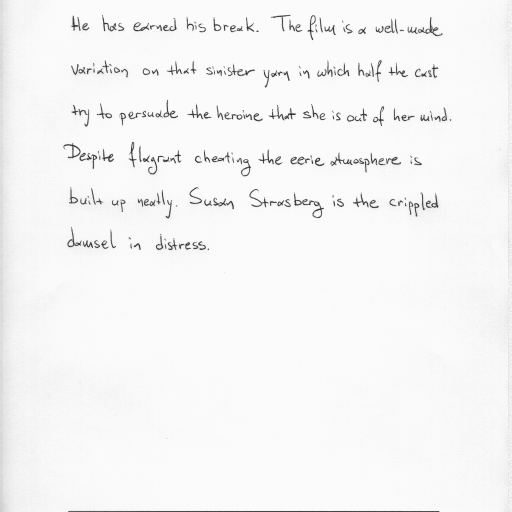 He has earned his break. The film is a well-made
variation on that sinister yarn in which half the cast
try to persuade the heroine that she is out of her mind.
Despite flagrant cheating the eerie atmosphere is
built up neatly. Susan Strasberg is the crippled
damsel in distress.